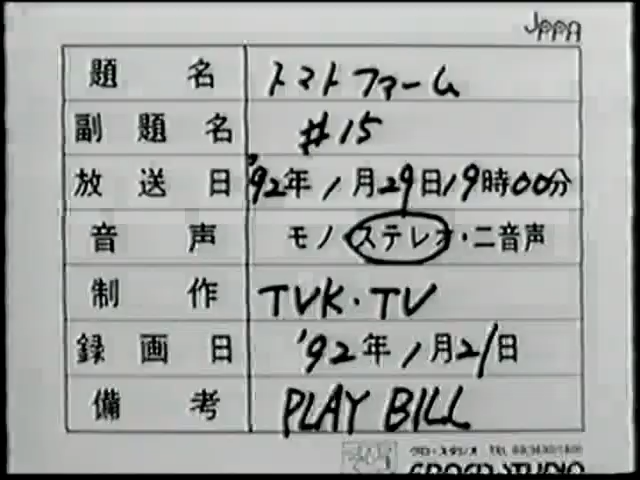 JPPA
題名 トマトファーム
副題名 #15
放送日 '92年1月29日19時00分
音声 モノ・ステレオ・二音声
制作 TVK・TV
録画日 '92年1月21日
備考 PLAY BILL